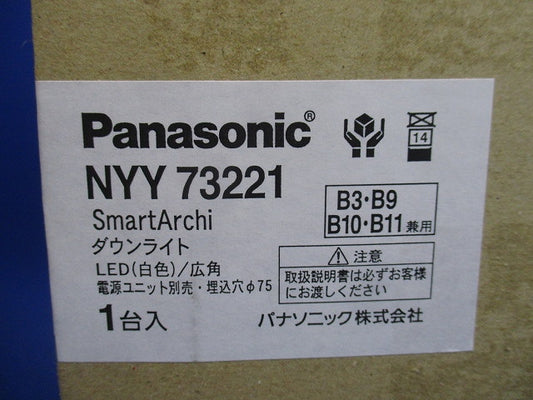 Panasonic®
14
NYY 73221
SmartArchi
B3・B9
B10・B11 兼用
ダウンライト
LED(白色)/広角
電源ユニット別売・埋込穴φ75
注意
取扱説明書は必ずお客様
にお渡しください
1台入
パナソニック株式会社